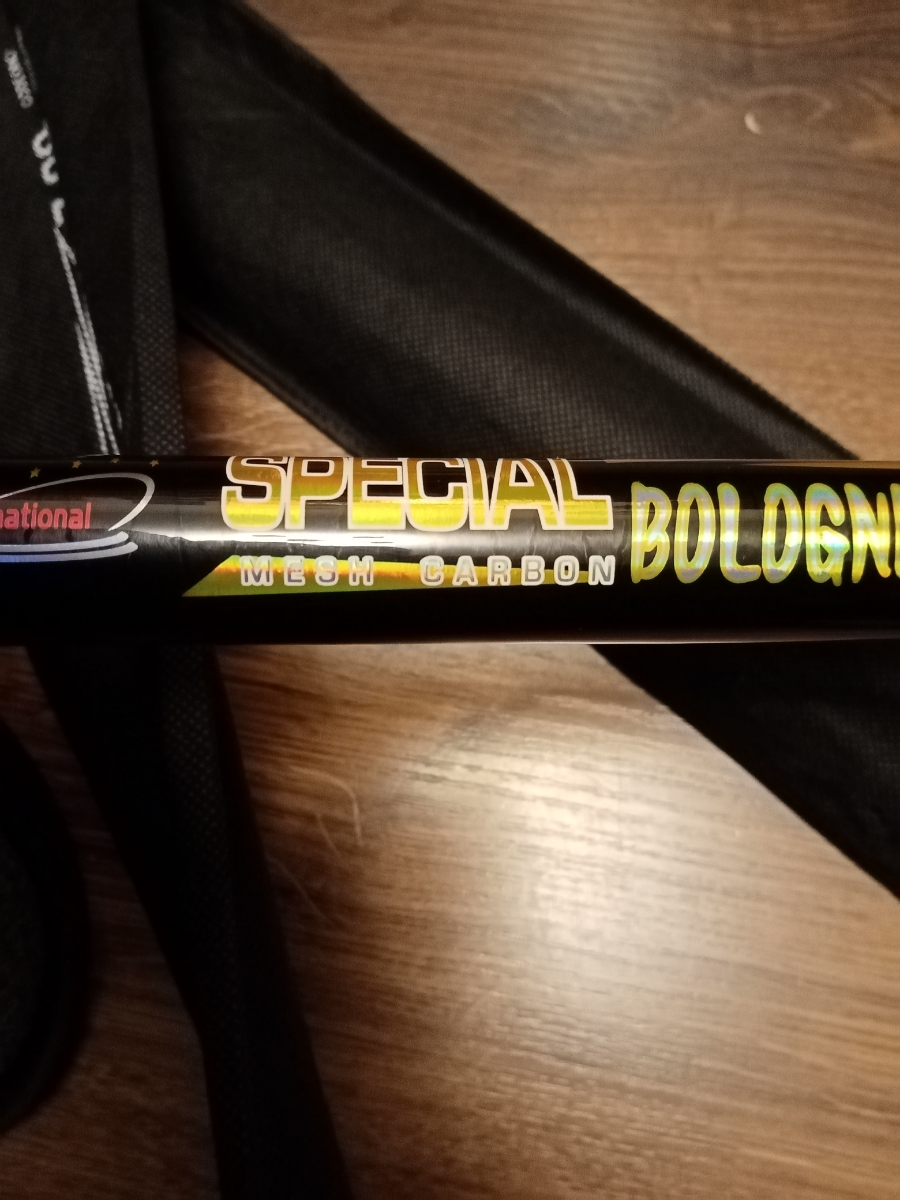 national
SPECIAL
MESH CARBON
BOLOGN